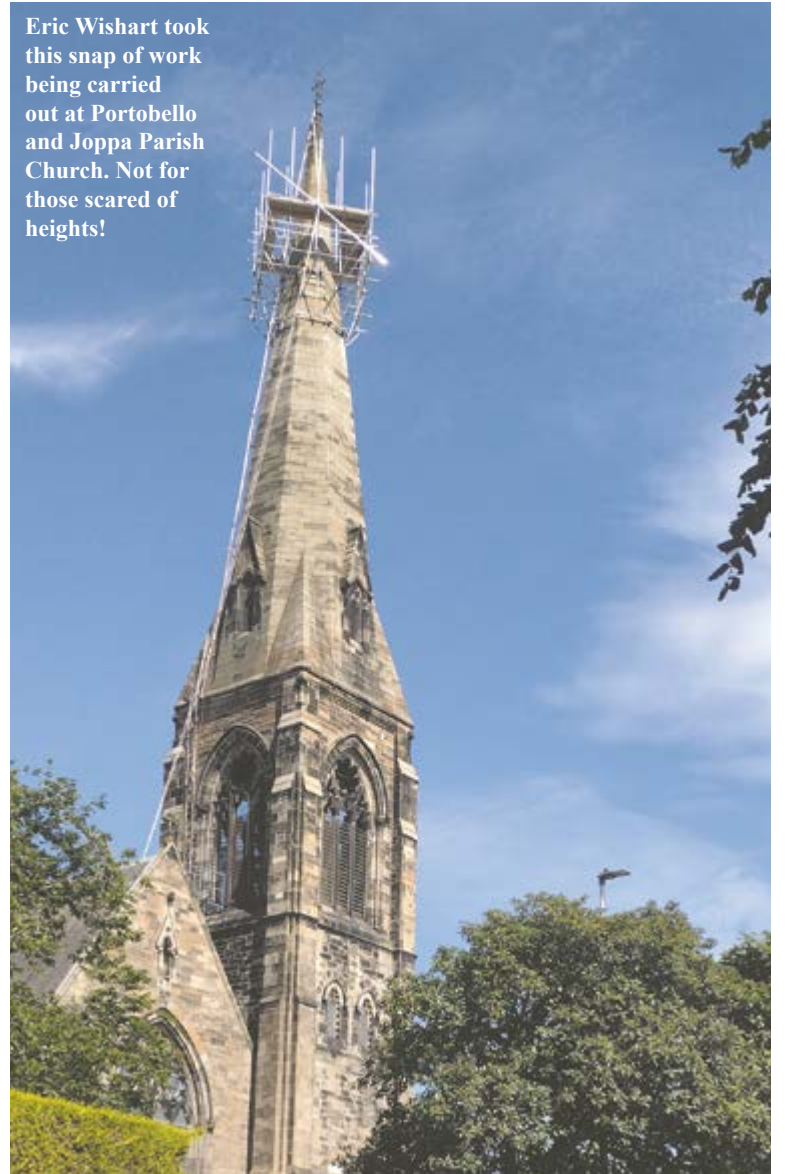 Eric Wishart took
this snap of work
being carried
out at Portobello
and Joppa Parish
Church. Not for
those scared of
heights!